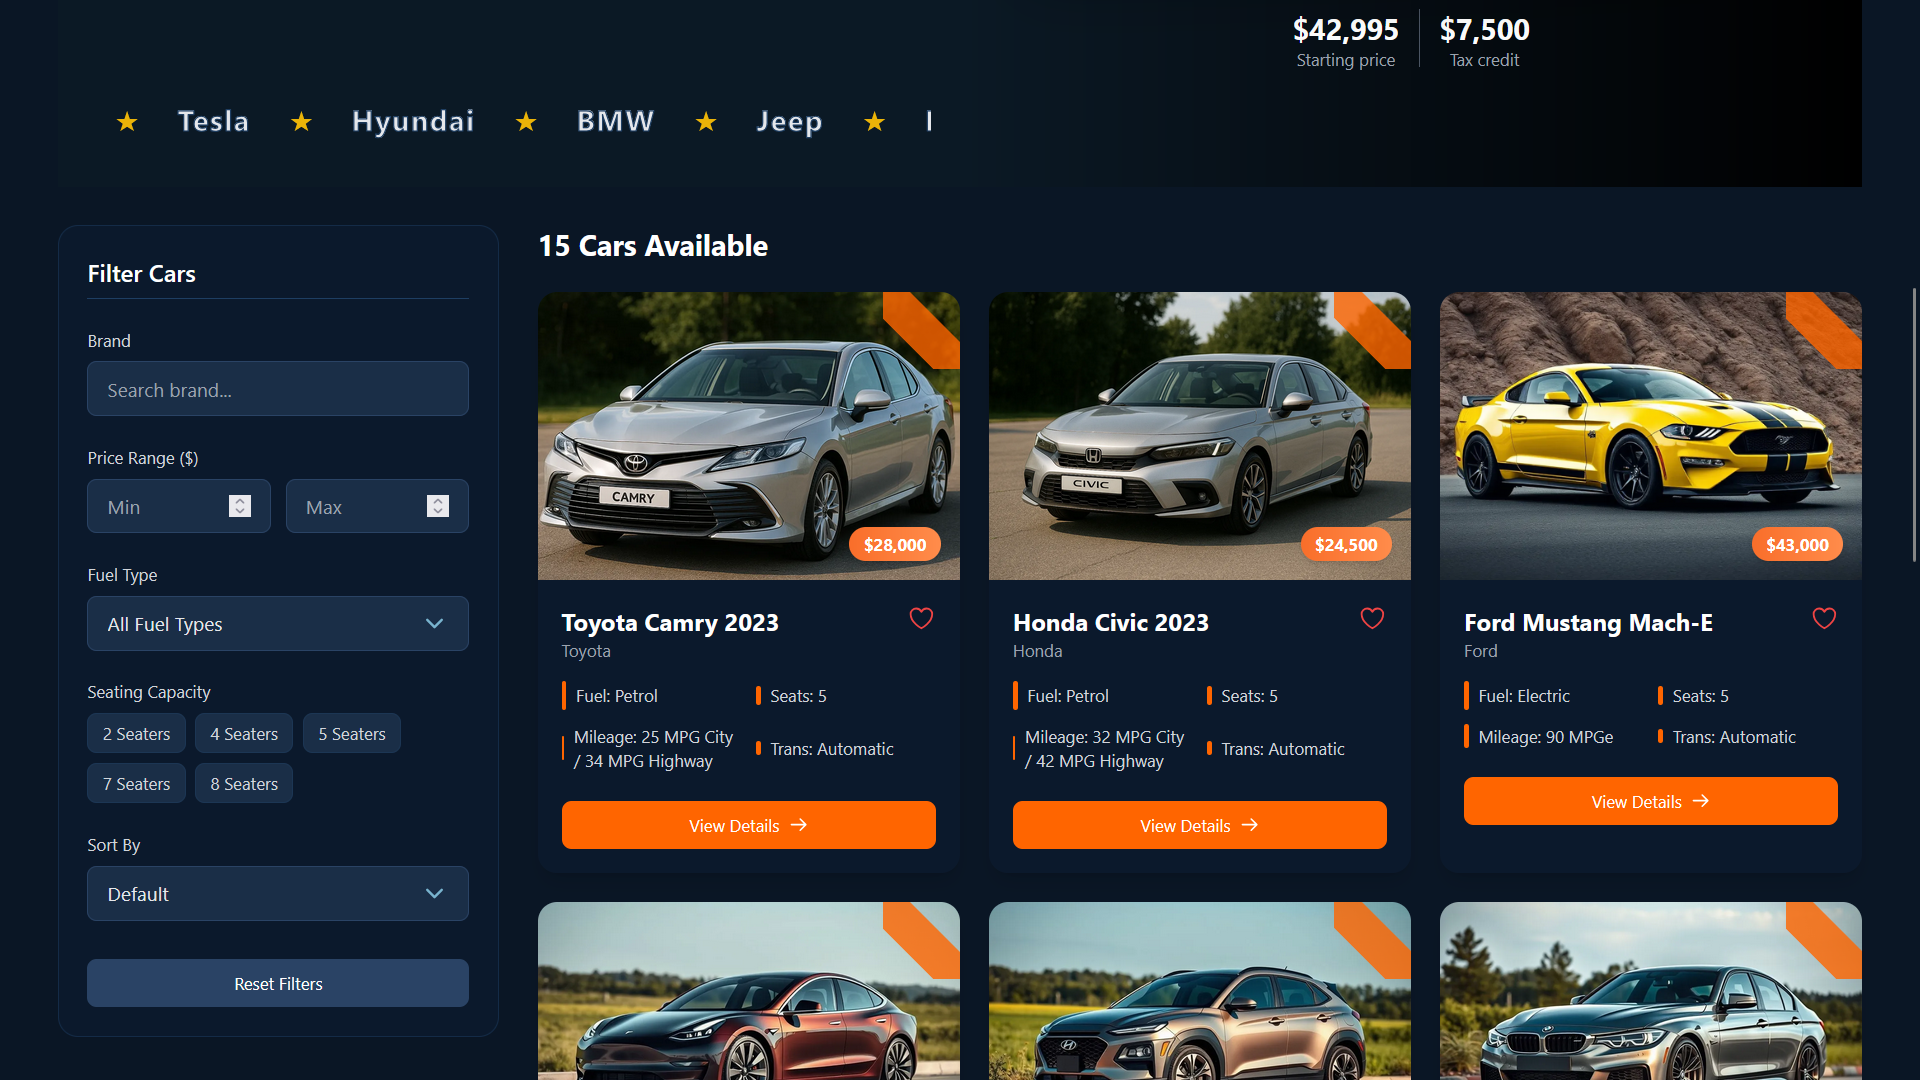 $42,995
Starting price
$7,500
Tax credit
★ Tesla ★ Hyundai ★ BMW ★ Jeep ★
Filter Cars
Brand
Search brand...
Price Range ($)
Min
Max
Fuel Type
All Fuel Types
Seating Capacity
2 Seaters
4 Seaters
5 Seaters
7 Seaters
8 Seaters
Sort By
Default
Reset Filters
15 Cars Available
CAMRY
$28,000
Toyota Camry 2023
Toyota
Fuel: Petrol
Seats: 5
Mileage: 25 MPG City
/ 34 MPG Highway
Trans: Automatic
View Details →
CIVIC
$24,500
Honda Civic 2023
Honda
Fuel: Petrol
Seats: 5
Mileage: 32 MPG City
/ 42 MPG Highway
Trans: Automatic
View Details →
$43,000
Ford Mustang Mach-E
Ford
Fuel: Electric
Seats: 5
Mileage: 90 MPGe
Trans: Automatic
View Details →